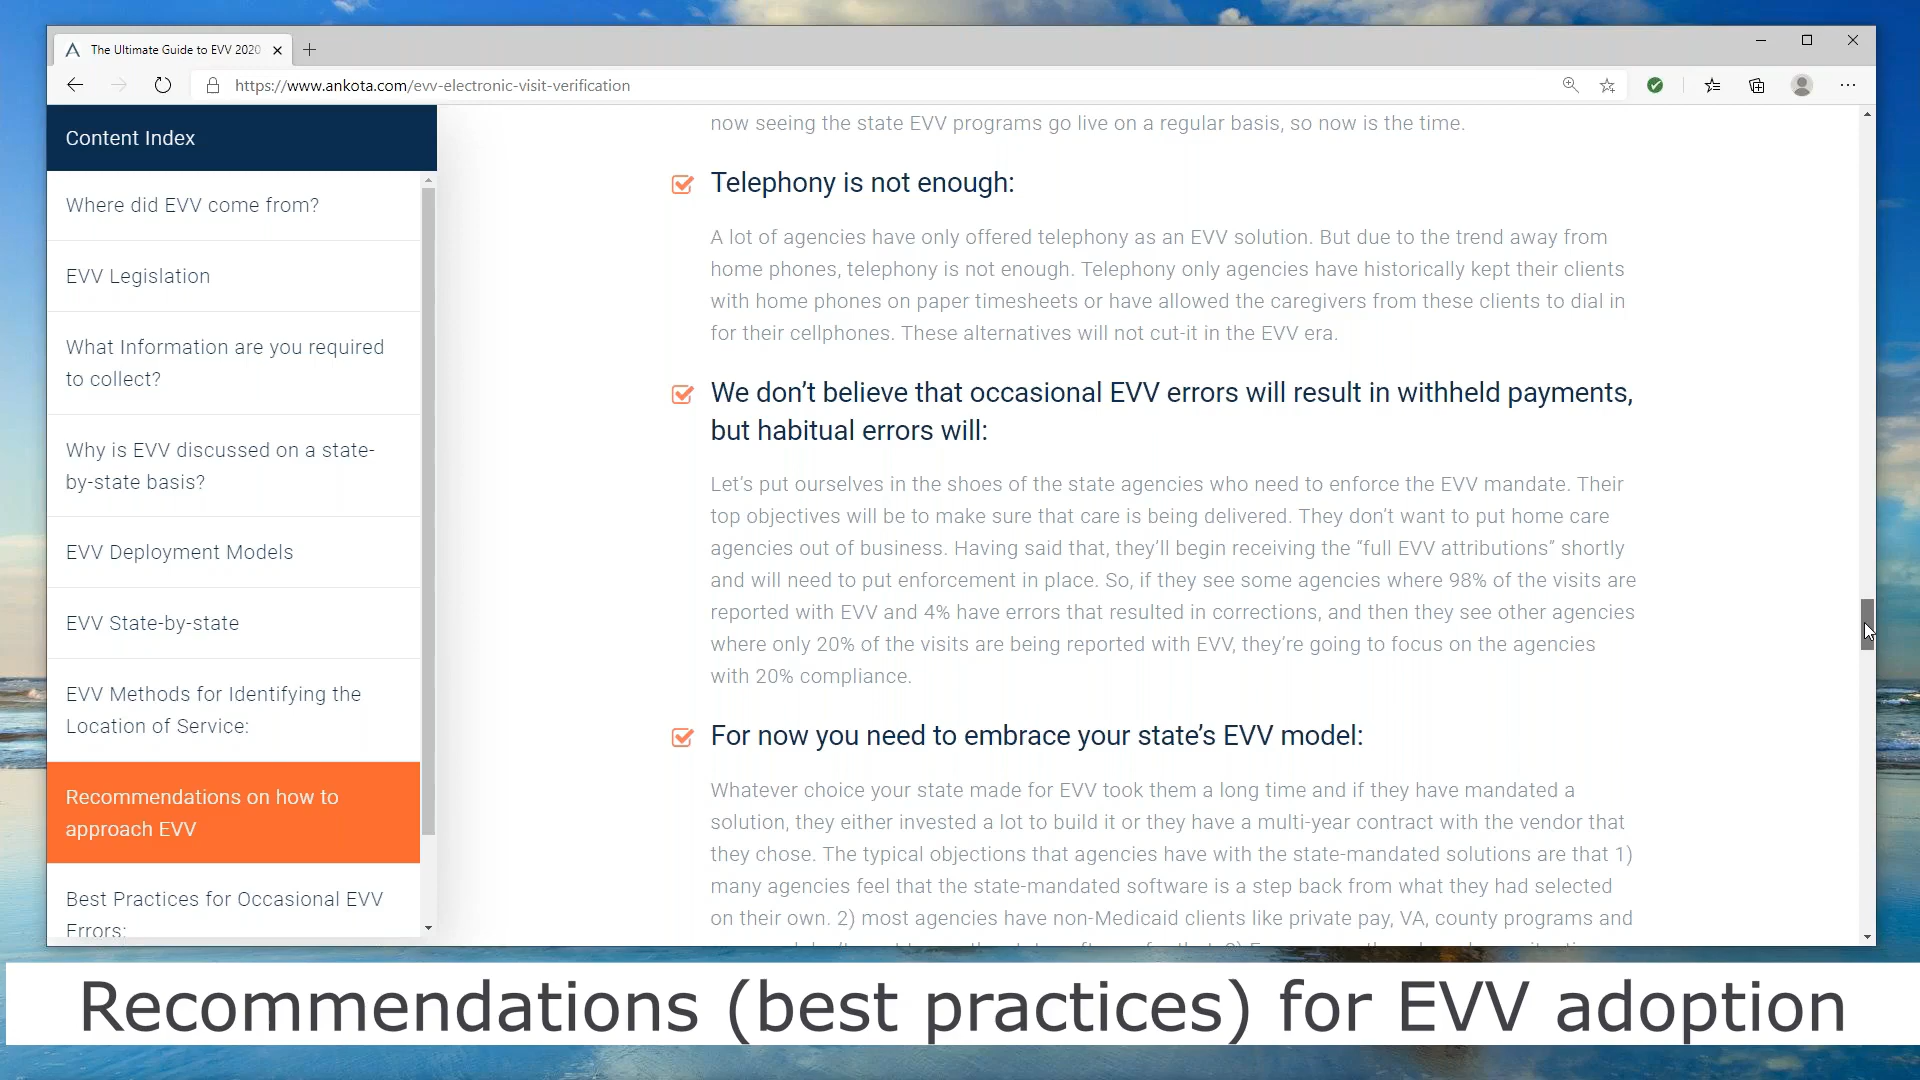 The Ultimate Guide to EVV 2020
https://www.ankota.com/evv-electronic-visit-verification
Content Index
Where did EVV come from?
EVV Legislation
What Information are you required
to collect?
Why is EVV discussed on a state-
by-state basis?
EVV Deployment Models
EVV State-by-state
EVV Methods for Identifying the
Location of Service:
Recommendations on how to
approach EVV
Best Practices for Occasional EVV
Errors:
now seeing the state EVV programs go live on a regular basis, so now is the time.
Telephony is not enough:
A lot of agencies have only offered telephony as an EVV solution. But due to the trend away from
home phones, telephony is not enough. Telephony only agencies have historically kept their clients
with home phones on paper timesheets or have allowed the caregivers from these clients to dial in
for their cellphones. These alternatives will not cut-it in the EVV era.
We don’t believe that occasional EVV errors will result in withheld payments,
but habitual errors will:
Let’s put ourselves in the shoes of the state agencies who need to enforce the EVV mandate. Their
top objectives will be to make sure that care is being delivered. They don’t want to put home care
agencies out of business. Having said that, they’ll begin receiving the “full EVV attributions” shortly
and will need to put enforcement in place. So, if they see some agencies where 98% of the visits are
reported with EVV and 4% have errors that resulted in corrections, and then they see other agencies
where only 20% of the visits are being reported with EVV, they’re going to focus on the agencies
with 20% compliance.
For now you need to embrace your state’s EVV model:
Whatever choice your state made for EVV took them a long time and if they have mandated a
solution, they either invested a lot to build it or they have a multi-year contract with the vendor that
they chose. The typical objections that agencies have with the state-mandated solutions are that 1)
many agencies feel that the state-mandated software is a step back from what they had selected
on their own. 2) most agencies have non-Medicaid clients like private pay, VA, county programs and
Recommendations (best practices) for EVV adoption